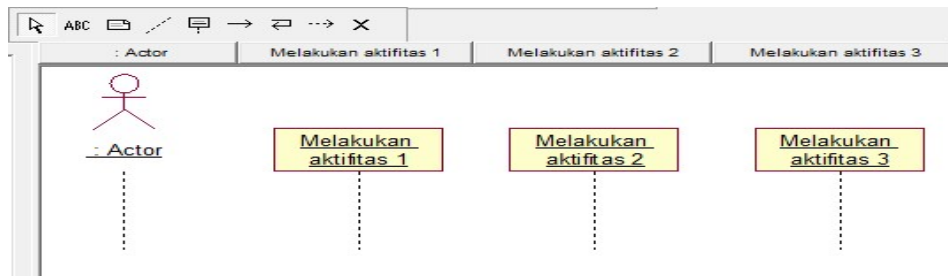 ABC
: Actor
Melakukan aktifitas 1
Melakukan aktifitas 2
Melakukan aktifitas 3
: Actor
Melakukan
aktifitas 1
Melakukan
aktifitas 2
Melakukan
aktifitas 3